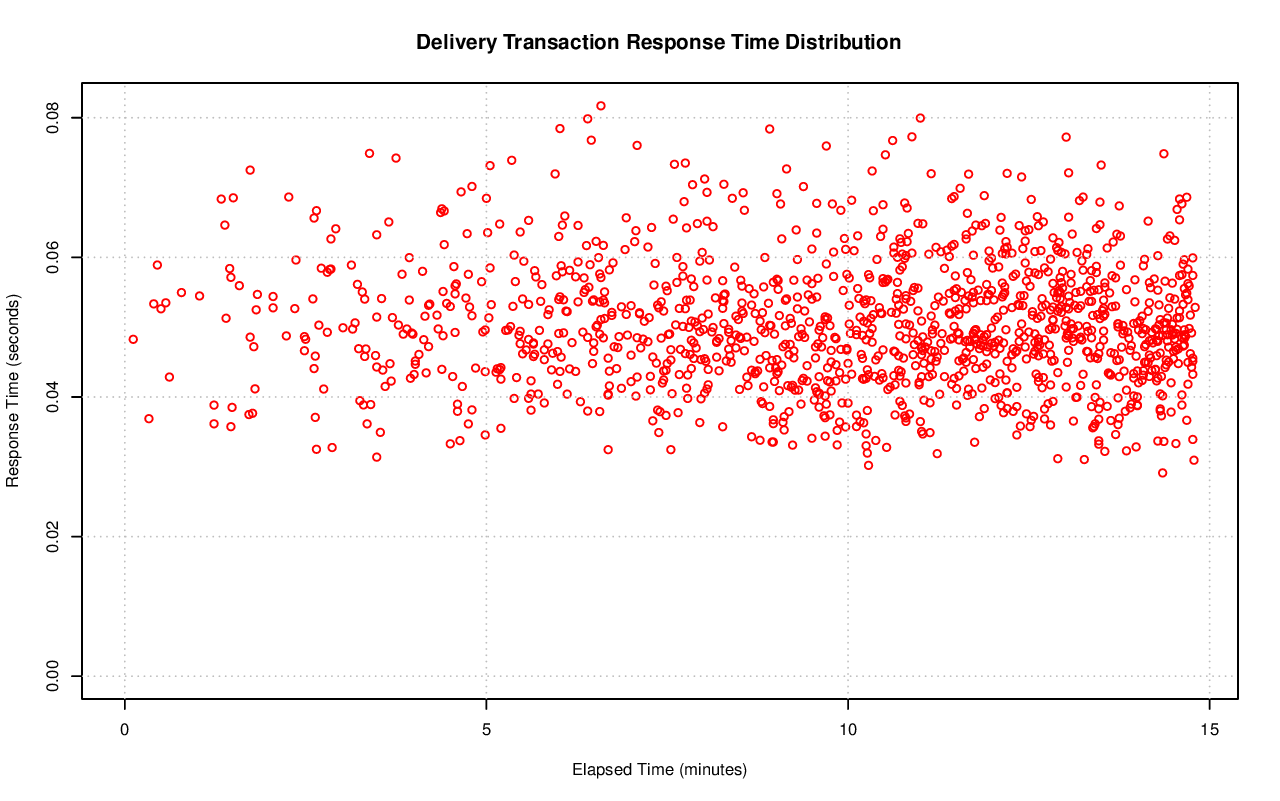 Delivery Transaction Response Time Distribution
Response Time (seconds)
0.08
0.06
0.04
0.02
0.00
0 5 10 15
Elapsed Time (minutes)